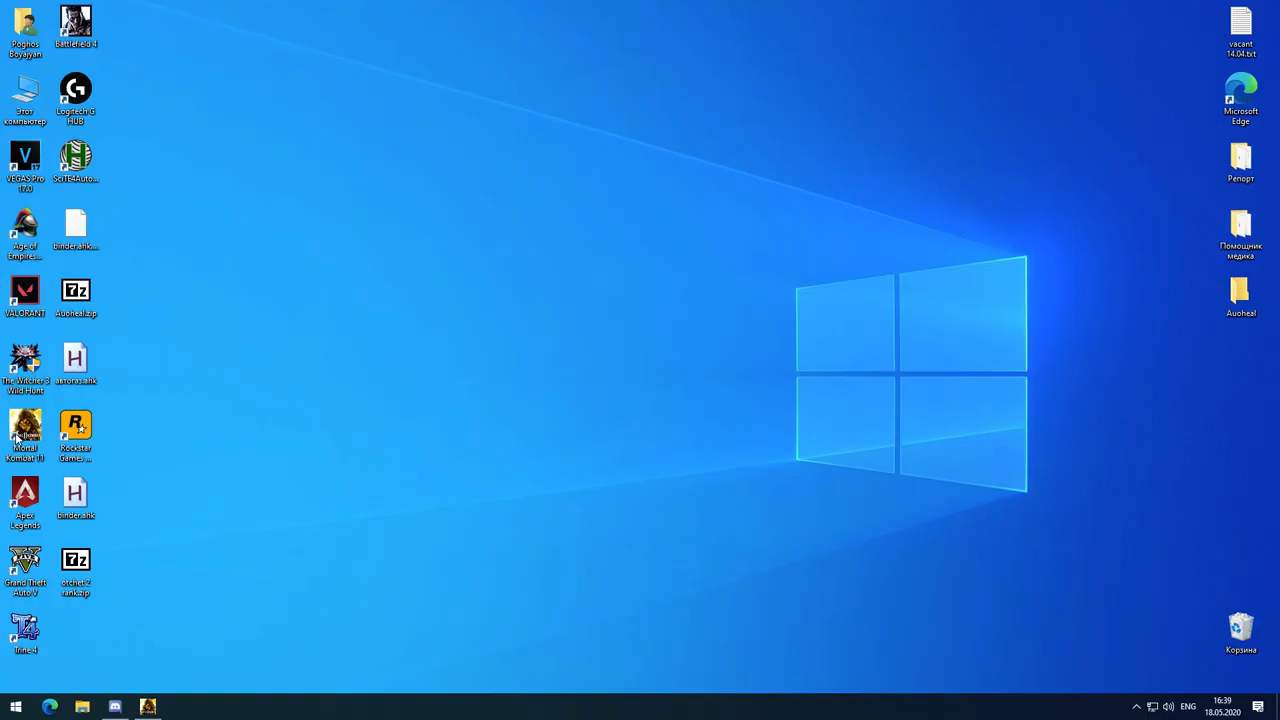 Poghos
Boyajyan
Battlefield 4
Этот
компьютер
Logitech G
HUB
VEGAS Pro
17.0
SciTE4Auto...
Age of
Empires...
binder.ahk....
VALORANT
7z
Auoheal.zip
The Witcher 3
Wild Hunt
H
автогаз.ahk
Mortal
Kombat 11
Rockstar
Games ...
Apex
Legends
H
binder.ahk
Grand Theft
Auto V
7z
otchet 2
rank.zip
Trine 4
vacant
14.04.txt
Microsoft
Edge
Репорт
Помощник
медика
Auoheal
Корзина
ENG
16:39
18.05.2020